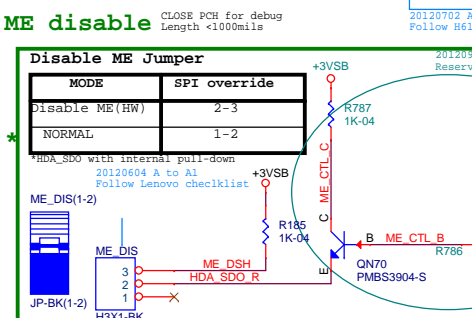 ME disable
CLOSE PCH for debug
Length <1000mils
20120702 A
Follow H61
Disable ME Jumper
MODE SPI override
Disable ME(HW) 2-3
NORMAL 1-2
*
*HDA_SDO with internal pull-down
20120604 A to A1
Follow Lenovo checlklist
+3VSB
+3VSB
201209
Reserv
R787
1K-04
ME_CTL_C
C
ME_DIS(1-2)
R185
1K-04
B ME_CTL_B
R786
E
QN70
PMBS3904-S
ME_DIS
3 ME_DSH
2 HDA_SDO_R
1
JP-BK(1-2)
H3X1-BK